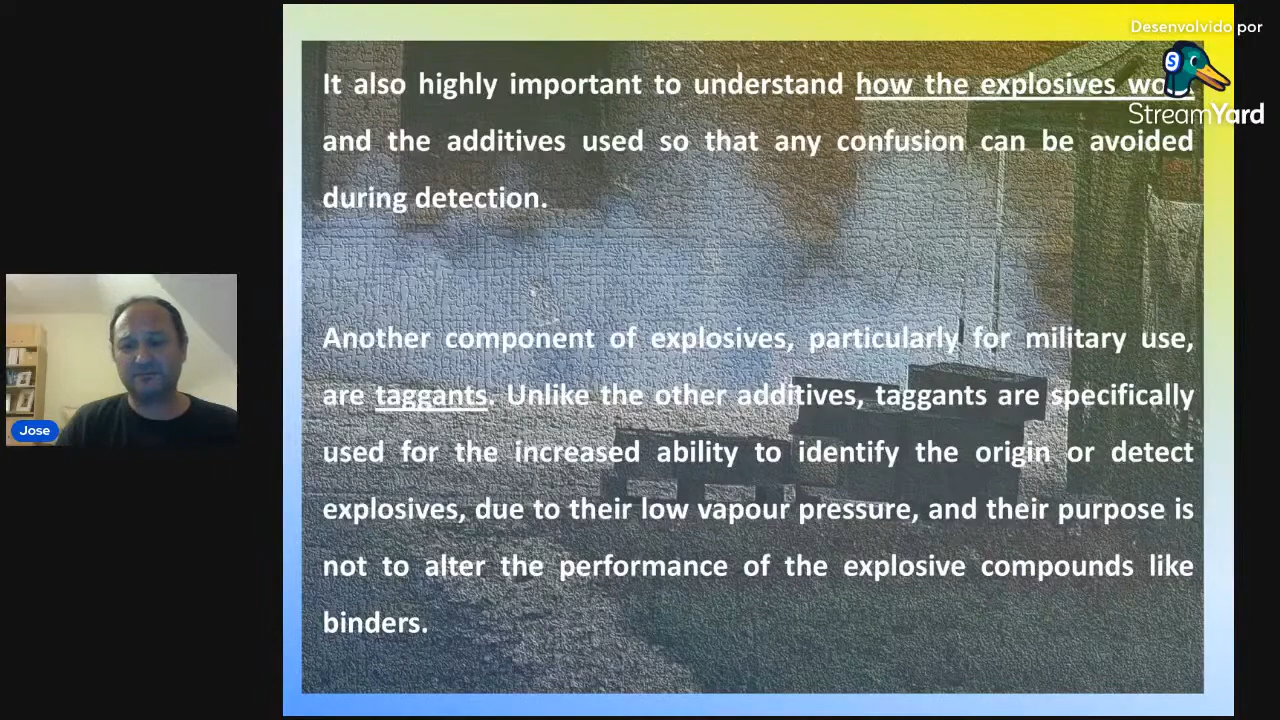 Desenvolvido por
StreamYard
It also highly important to understand how the explosives
and the additives used so that any confusion can be avoided
during detection.
Another component of explosives, particularly for military use,
are taggants. Unlike the other additives, taggants are specifically
used for the increased ability to identify the origin or detect
explosives, due to their low vapour pressure, and their purpose is
not to alter the performance of the explosive compounds like
binders.
Jose